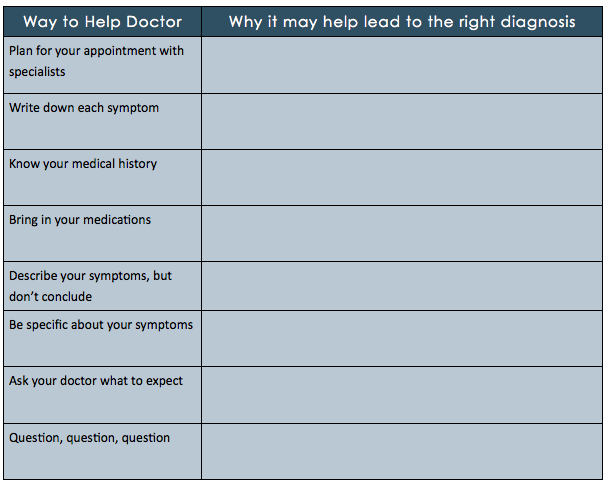 Way to Help Doctor Why it may help lead to the right diagnosis
Plan for your appointment with
specialists
Write down each symptom
Know your medical history
Bring in your medications
Describe your symptoms, but
don’t conclude
Be specific about your symptoms
Ask your doctor what to expect
Question, question, question